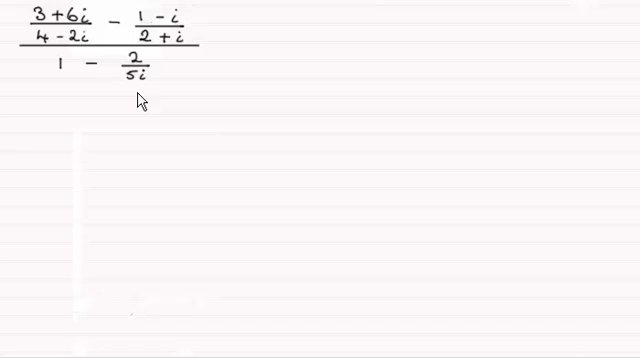 3 + 6i / 4 - 2i - 1 - i / 2 + i
1 - 2 / 5i